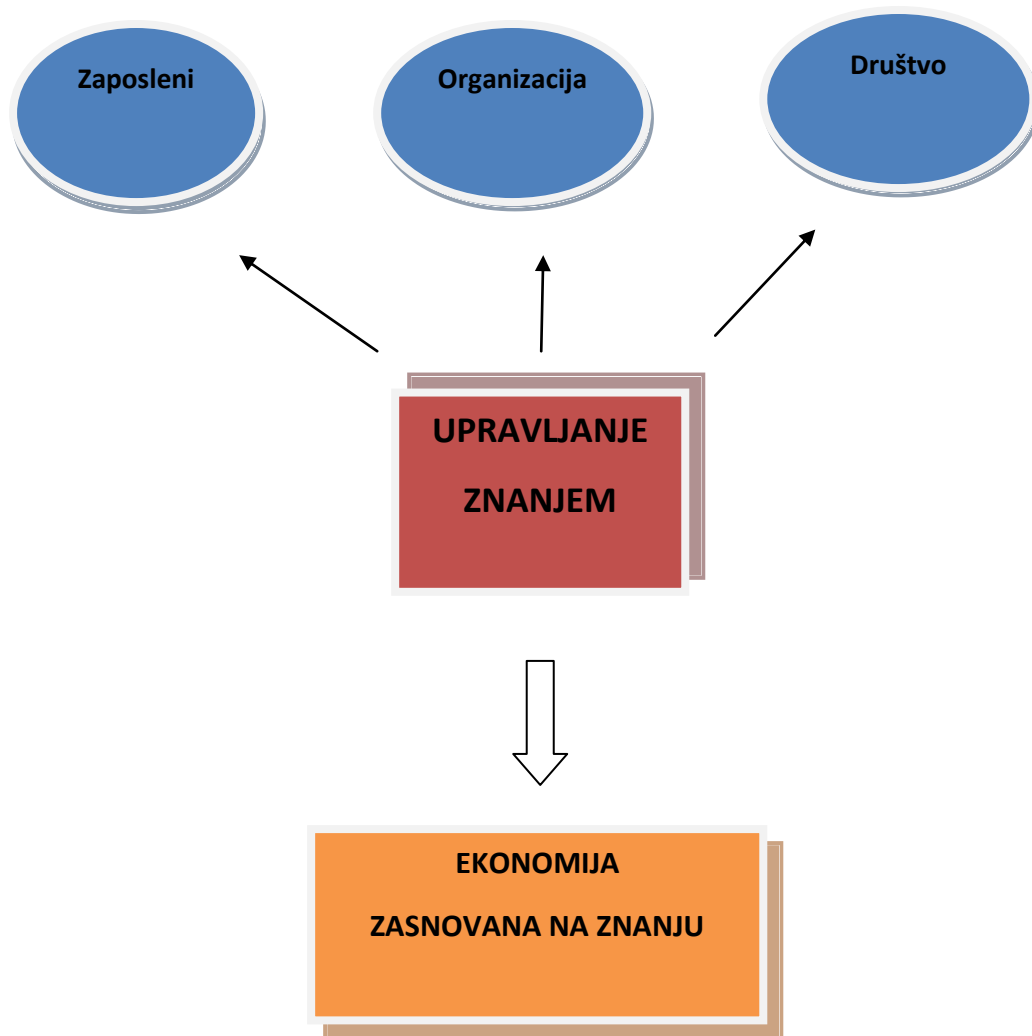 Zaposleni
Organizacija
Društvo
UPRAVLJANJE
ZNANJEM
EKONOMIJA
ZASNOVANA NA ZNANJU